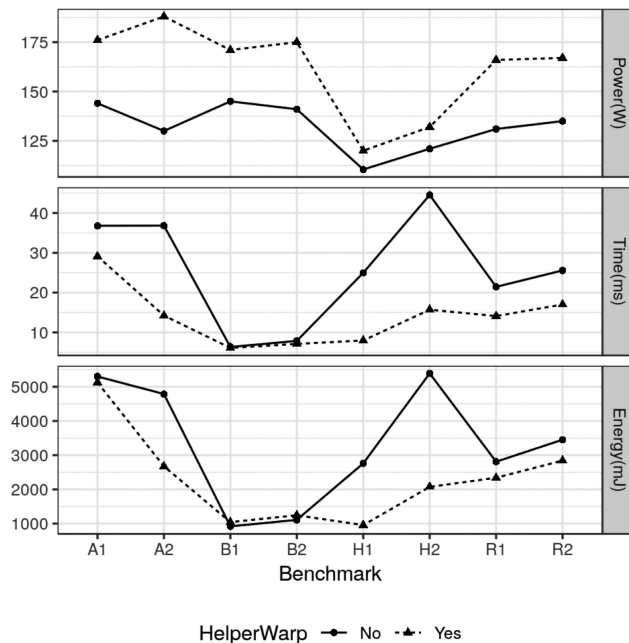 175
150
125
Power(W)
40
30
20
10
Time(ms)
5000
4000
3000
2000
1000
Energy(mJ)
A1 A2 B1 B2 H1 H2 R1 R2
Benchmark
HelperWarp No Yes